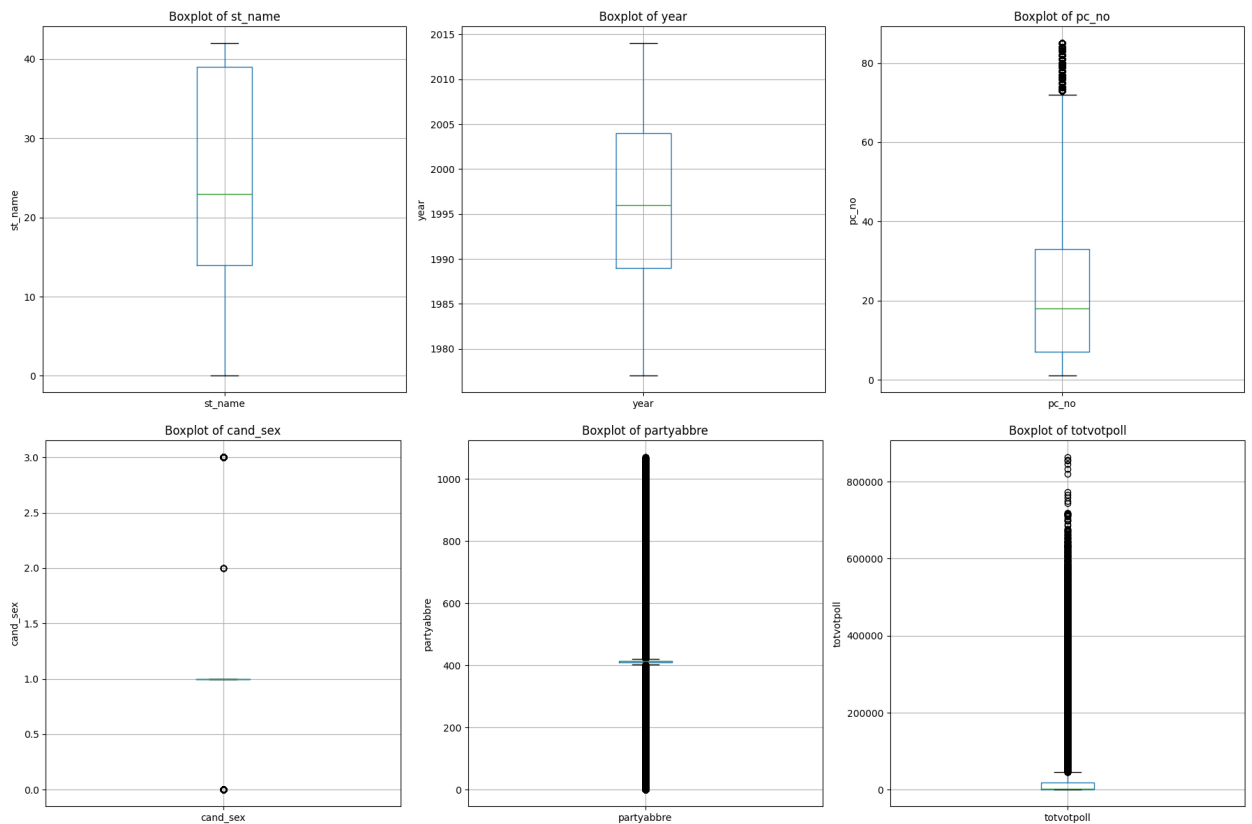 Boxplot of st_name
40
30
20
10
0
st_name
st_name
Boxplot of year
2015
2010
2005
2000
1995
1990
1985
1980
year
year
Boxplot of pc_no
80
60
40
20
0
pc_no
pc_no
Boxplot of cand_sex
3.0
2.5
2.0
1.5
1.0
0.5
0.0
cand_sex
cand_sex
Boxplot of partyabbre
1000
800
600
400
200
0
partyabbre
partyabbre
Boxplot of totvotpoll
800000
600000
400000
200000
0
totvotpoll
totvotpoll